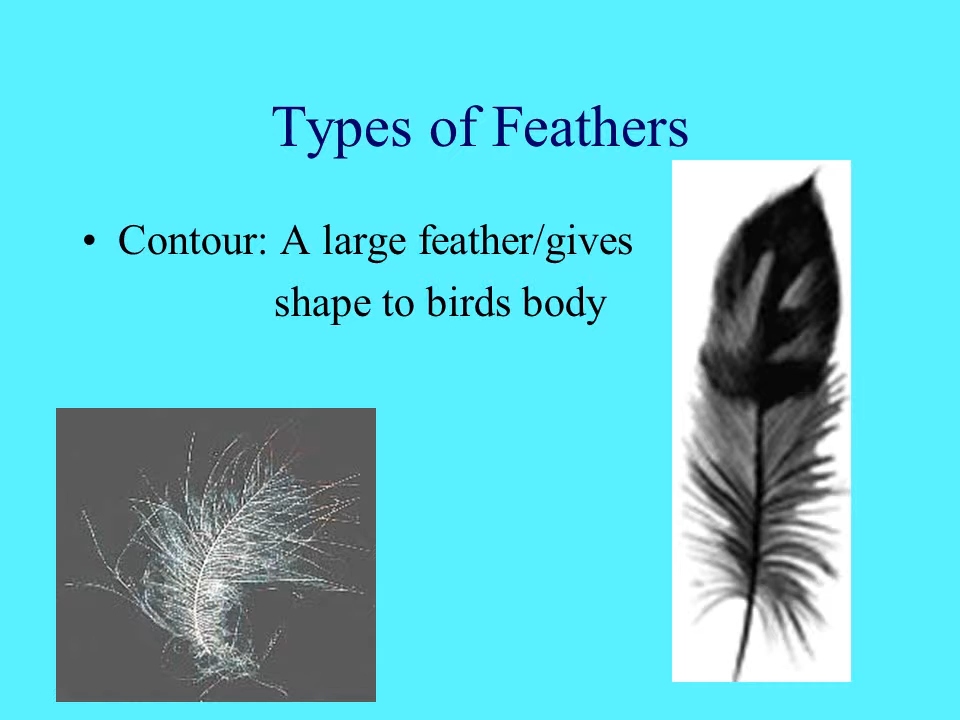 Types of Feathers
• Contour: A large feather/gives
shape to birds body